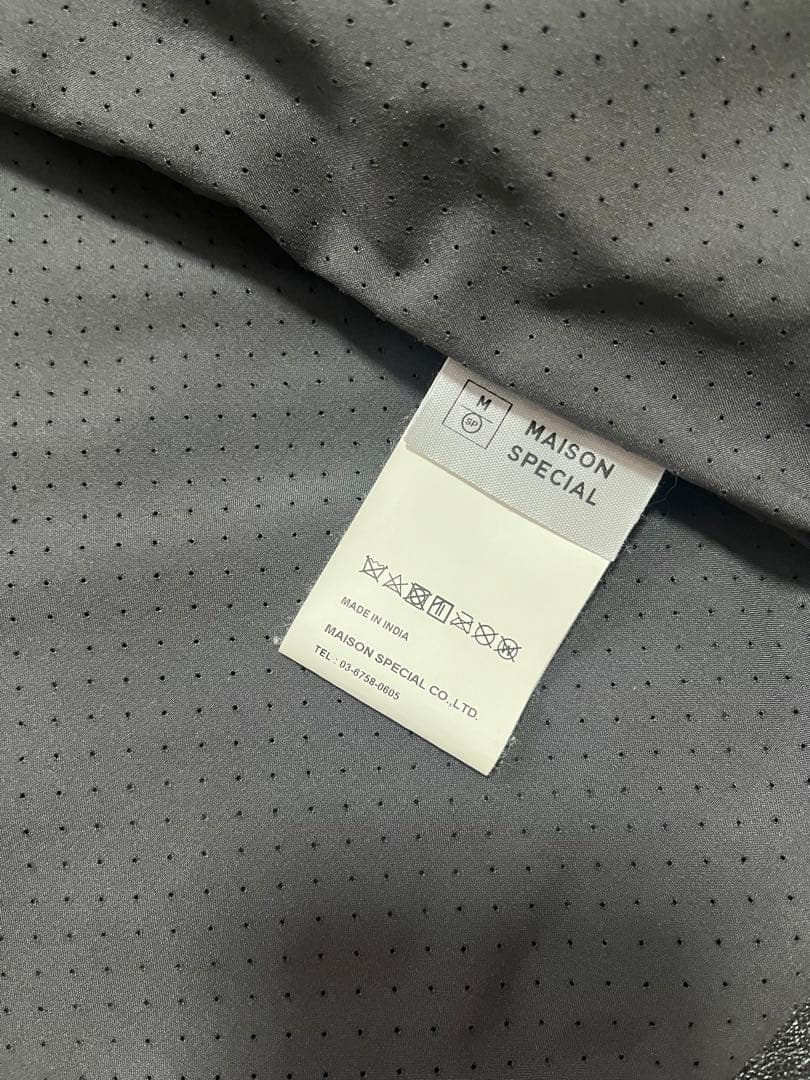 M
SP
MAISON
SPECIAL
MADE IN INDIA
MAISON SPECIAL CO.,LTD.
TEL : 03-6758-0605